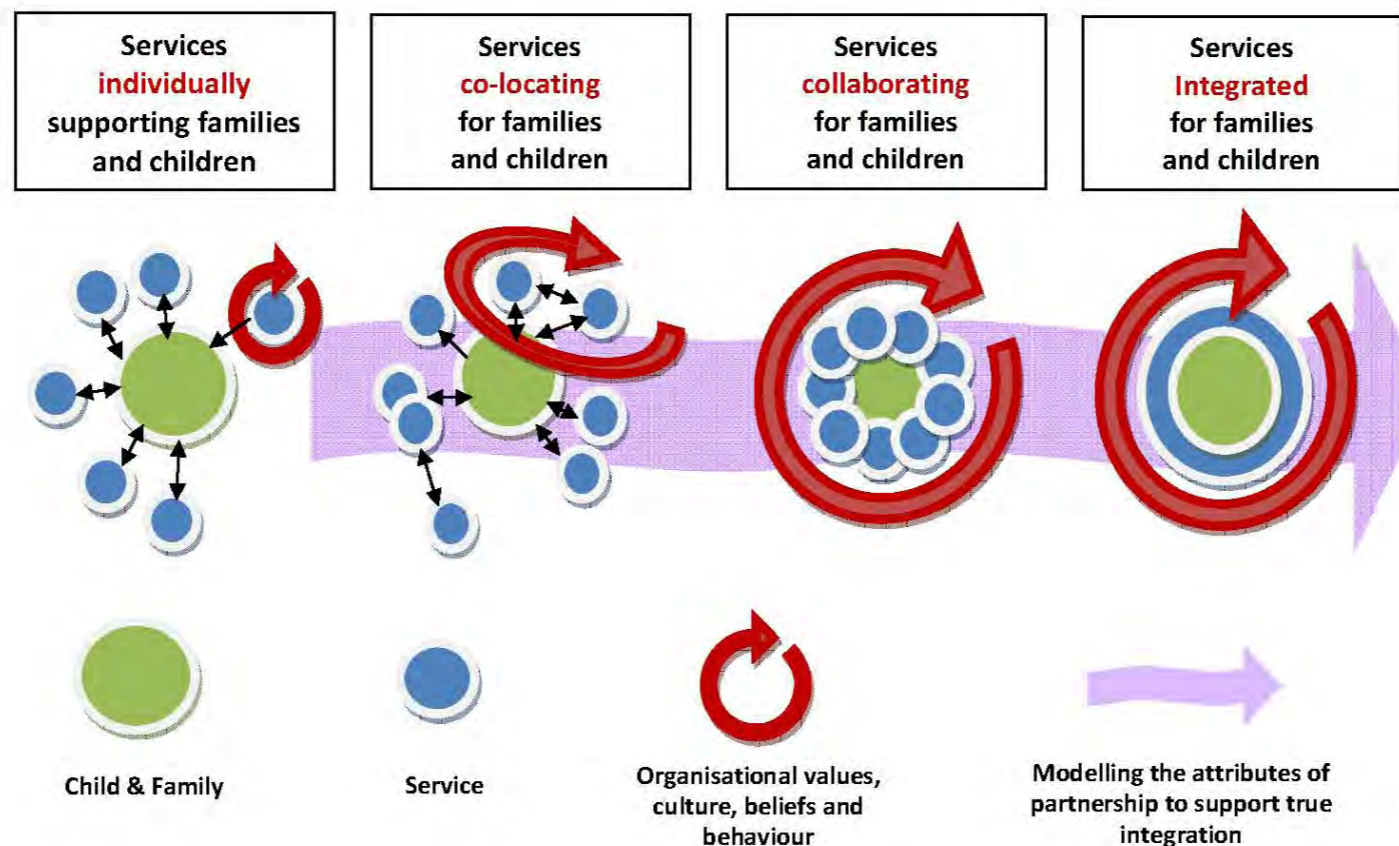 Services
individually
supporting families
and children
Services
co-locating
for families
and children
Services
collaborating
for families
and children
Services
Integrated
for families
and children
Child & Family
Service
Organisational values,
culture, beliefs and
behaviour
Modelling the attributes of
partnership to support true
integration